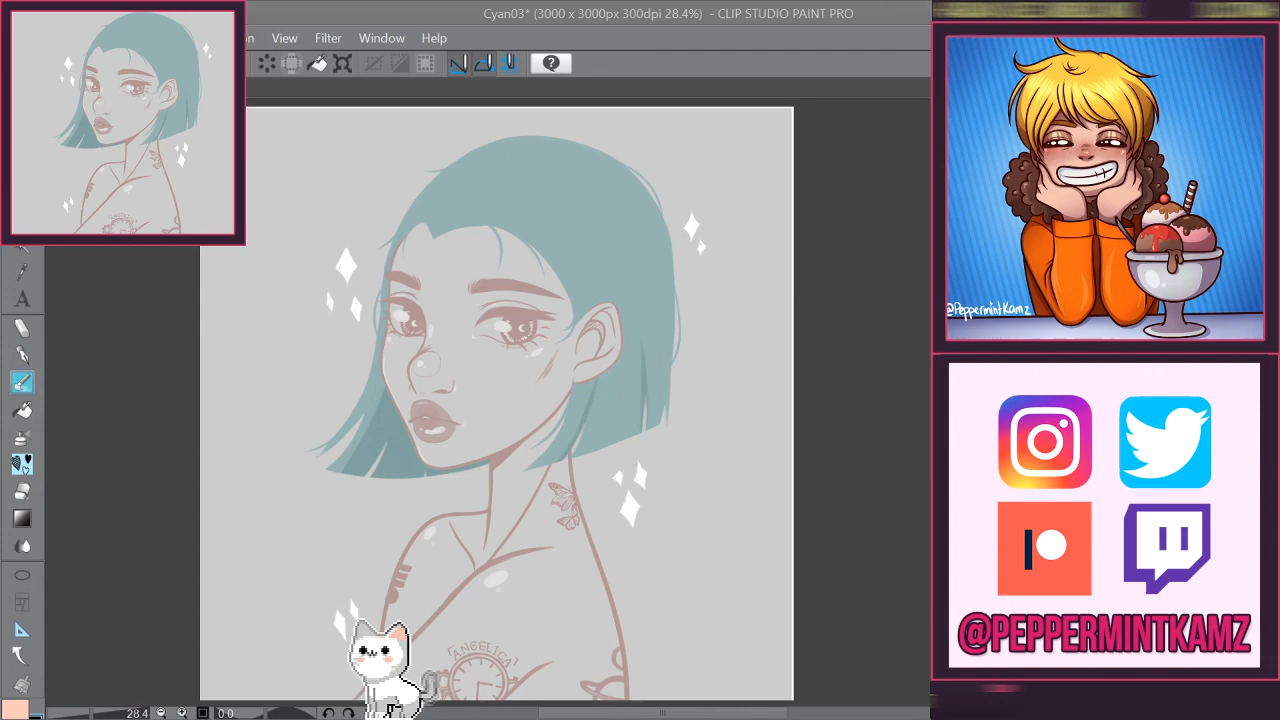 Cyan03* (3000 x 3000px 300dpi 28.4%) - CLIP STUDIO PAINT PRO
View Filter Window Help
A
@PeppermintKamz
ANGELICA
28.4
0.0
@PEPPERMINTKAMZ